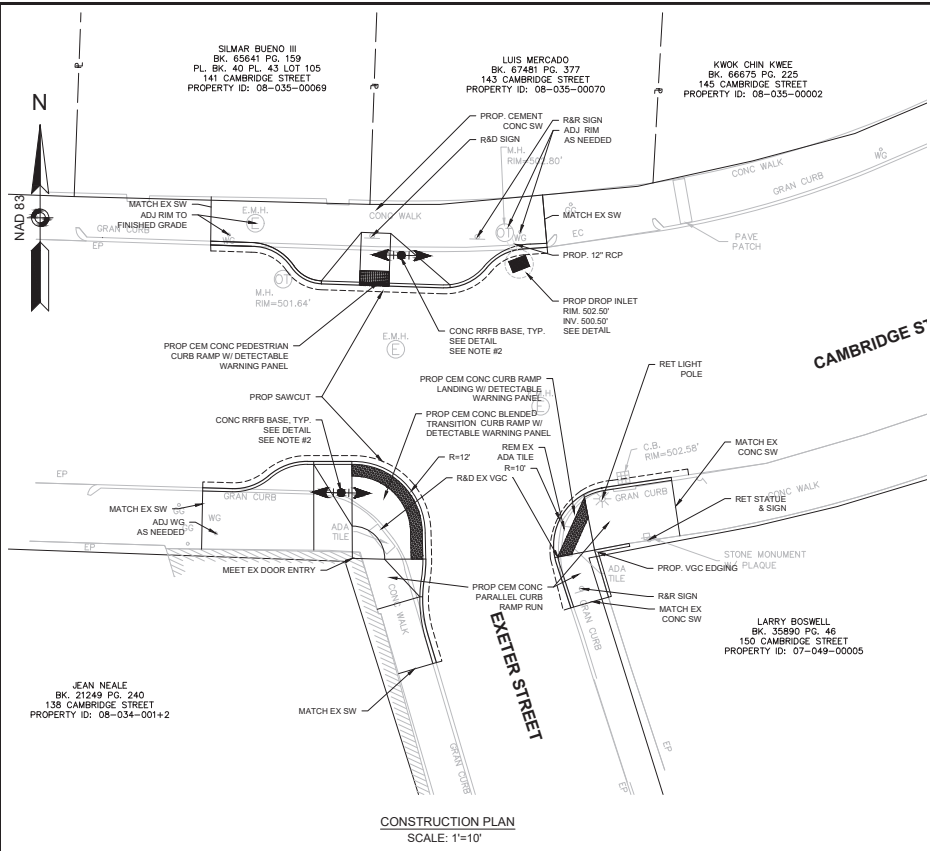 SILMAR BUENO III
BK. 65641 PG. 159
PL. BK. 40 PL. 43 LOT 105
141 CAMBRIDGE STREET
PROPERTY ID: 08-035-00069
LUIS MERCADO
BK. 67481 PG. 377
143 CAMBRIDGE STREET
PROPERTY ID: 08-035-00070
KWOK CHIN KWEE
BK. 66675 PG. 225
145 CAMBRIDGE STREET
PROPERTY ID: 08-035-00002
N
NAD 83
PROP. CEMENT
CONC SW
R&D SIGN
R&R SIGN
ADJ RIM
AS NEEDED
M.H.
RIM=502.80'
CONC WALK
GRAN CURB
WG
MATCH EX SW
ADJ RIM TO
FINISHED GRADE
E.M.H.
E
CONC WALK
GG
MATCH EX SW
WG
GRAN CURB
EP
OT
WG
EC
PAVE
PATCH
PROP. 12" RCP
OT
M.H.
RIM=501.64'
PROP DROP INLET
RIM. 502.50'
INV. 500.50'
SEE DETAIL
CONC RRFB BASE, TYP.
SEE DETAIL
SEE NOTE #2
E.M.H.
E
PROP CEM CONC PEDESTRIAN
CURB RAMP W/ DETECTABLE
WARNING PANEL
CAMBRIDGE ST
RET LIGHT
POLE
PROP CEM CONC CURB RAMP
LANDING W/ DETECTABLE
WARNING PANEL
M.H.
E
PROP SAWCUT
CONC RRFB BASE, TYP.
SEE DETAIL
SEE NOTE #2
PROP CEM CONC BLENDED
TRANSITION CURB RAMP W/
DETECTABLE WARNING PANEL
REM EX
ADA TILE
R=10'
R=12'
R&D EX VGC
C.B.
RIM=502.58'
MATCH EX
CONC SW
EP
GRAN CURB
GRAN CURB
CONC WALK
MATCH EX SW
GG
WG
ADJ WG
AS NEEDED
RET STATUE
& SIGN
ADA
TILE
EP
STONE MONUMENT
W/ PLAQUE
ADA
TILE
PROP. VGC EDGING
MEET EX DOOR ENTRY
PROP CEM CONC
PARALLEL CURB
RAMP RUN
R&R SIGN
MATCH EX
CONC SW
CONC WALK
GRAN CURB
EXETER STREET
LARRY BOSWELL
BK. 35890 PG. 46
150 CAMBRIDGE STREET
PROPERTY ID: 07-049-00005
JEAN NEALE
BK. 21249 PG. 240
138 CAMBRIDGE STREET
PROPERTY ID: 08-034-001+2
MATCH EX SW
GRAN CURB
EP
EP
CONSTRUCTION PLAN
SCALE: 1'=10'